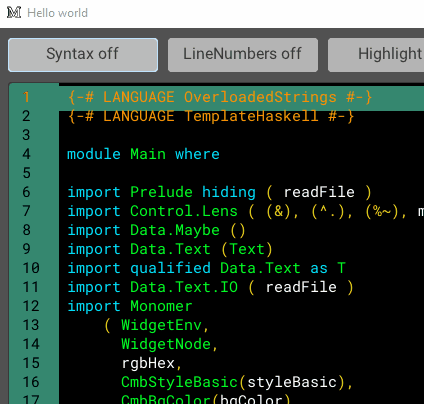 Hello world
Syntax off LineNumbers off Highlight
1 {-# LANGUAGE OverloadedStrings #-}
2 {-# LANGUAGE TemplateHaskell #-}
3
4 module Main where
5
6 import Prelude hiding ( readFile )
7 import Control.Lens ( (&), (^.), (%~), m
8 import Data.Maybe ()
9 import Data.Text (Text)
10 import qualified Data.Text as T
11 import Data.Text.IO ( readFile )
12 import Monomer
13     ( WidgetEnv,
14       WidgetNode,
15       rgbHex,
16       CmbStyleBasic(styleBasic),
17       CmbBgColor(bgColor)